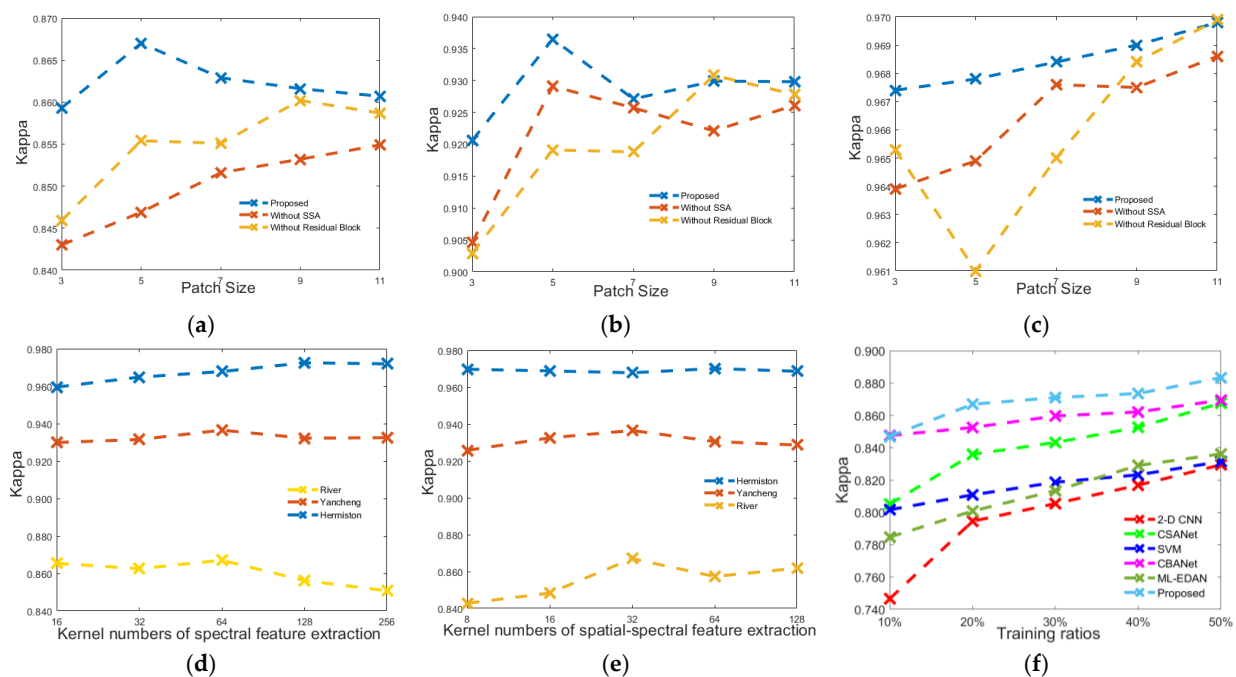 0.870
0.865
0.860
0.855
0.850
0.845
0.840
Kappa
Proposed
Without SSA
Without Residual Block
3
5
7
9
11
Patch Size
(a)
0.940
0.935
0.930
0.925
0.920
0.915
0.910
0.905
0.900
Kappa
Proposed
Without SSA
Without Residual Block
3
5
7
9
11
Patch Size
(b)
0.970
0.969
0.968
0.967
0.966
0.965
0.964
0.963
0.962
0.961
Kappa
Proposed
Without SSA
Without Residual Block
3
5
7
9
11
Patch Size
(c)
0.980
0.960
0.940
0.920
0.900
0.880
0.860
0.840
Kappa
River
Yancheng
Hermiston
16
32
64
128
256
Kernel numbers of spectral feature extraction
(d)
0.980
0.960
0.940
0.920
0.900
0.880
0.860
0.840
Kappa
Hermiston
Yancheng
River
8
16
32
64
128
Kernel numbers of spatial-spectral feature extraction
(e)
0.900
0.880
0.860
0.840
0.820
0.800
0.780
0.760
0.740
Kappa
2-D CNN
CSANet
SVM
CBANet
ML-EDAN
Proposed
10%
20%
30%
40%
50%
Training ratios
(f)